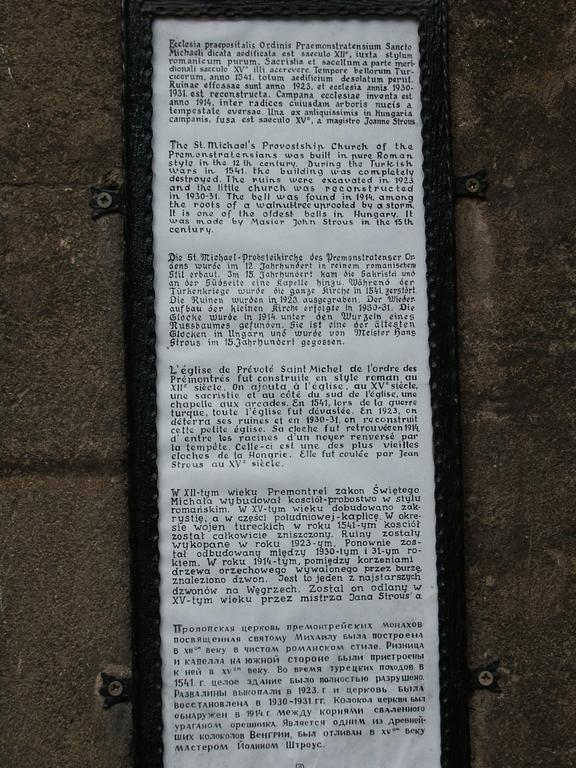 Ecclesia praepositalis Ordinis Praemonstratensium Sancto
Michaeli dicata aedificata est saeculo XIIº, iuxta stylum
romanicum purum. Sacristia et sacellum a parte meri-
dionali saeculo XVº illi accrevere. Tempore bellorum Tur-
cicorum, anno 1541. totum aedificium desolatum periit.
Ruinae effossae sunt anno 1923. et ecclesia annis 1930-
1931. est reconstructa. Campana ecclesiae inventa est
anno 1914. inter radices cuiusdam arboris nucis a
tempestate eversae. Una ex antiquissimis in Hungaria
campanis, fusa est saeculo XVº, a magistro Joanne Strous
The St. Michael's Provostship Church of the
Premonstratensians was built in pure Roman
style in the 12 th century. During the Turkish
wars in 1541. the building was completely
destroyed. The ruins were excavated in 1923.
and the little church was reconstructed
in 1930-31. The bell was found in 1914. among
the roots of a walnuttree uprooted by a storm.
It is one of the oldest bells in Hungary. It
was made by Master John Strous in the 15th
century.
Die St. Michael-Probsteikirche des Premonstratenser Or-
dens wurde im 12. Jahrhundert in reinem romanischem
Stil erbaut. Im 15. Jahrhundert kam die Sakristei und
an der Südseite eine Kapelle hinzu. Während der
Türkenkriege wurde die ganze Kirche in 1541. zerstört.
Die Ruinen wurden in 1923. ausgegraben. Der Wieder-
aufbau der kleinen Kirche erfolgte in 1930-31. Die
Glocke wurde in 1914. unter den Wurzeln eines
Nussbaumes gefunden. Sie ist eine der ältesten
Glocken in Ungarn und wurde von Meister Hans
Strous im 15. Jahrhundert gegossen.
L'église de Prévoté Saint Michel de l'ordre des
Prémontrés fut construite en style roman au
XIIe siècle. On ajouta à l'église, au XVe siècle,
une sacristie et au côté du sud de l'église, une
chapelle aux arcades. En 1541, lors de la guerre
turque, toute l'église fut dévastée. En 1923, on
déterra ses ruines et en 1930-31, on reconstruit
cette petite église. Sa cloche fut retrouvée en 1914
d'entre les racines d'un noyer renversé par
la tempête. Celle-ci est une des plus vieilles
cloches de la Hongrie. Elle fut coulée par Jean
Strous au XVe siècle.
W XII-tym wieku Premontrei zakon Świętego
Michała wybudował kosciół-probostwo w stylu
romańskim. W XV-tym wieku dobudowano zak-
rystię, a w części południowej-kaplicę. W okre-
sie wojen tureckich w roku 1541-ym kosciół
został całkowicie zniszczony. Ruiny zostały
wykopane w roku 1923-ym. Ponownie zos-
tał odbudowany między 1930-tym i 31-ym ro-
kiem. W roku 1914-tym, pomiędzy korzeniami
drzewa orzechowego wywalonego przez burzę,
znaleziono dzwon. Jest to jeden z najstarszych
dzwonów na Węgrzech. Został on odlany w
XV-tym wieku przez mistrza Jana Strous'a
Пропопская церковь премонтрейских монахов
посвященная святому Михаилу была построена
в XIIом веку в чистом романском стиле. Ризница
и капелла на южной стороне были пристроены
к ней в XVом веку. Во время турецких походов в
1541. г. целое здание было полностью разрушено.
Развалины выкопали в 1923. г. и церковь была
восстановлена в 1930-1931. гг. Колокол церкви был
обнаружен в 1914 г. между корнями сваленного
ураганом орешника. Является одним из древней-
ших колоколов Венгрии, был отливан в XVом веку
мастером Йоанном Штроус.